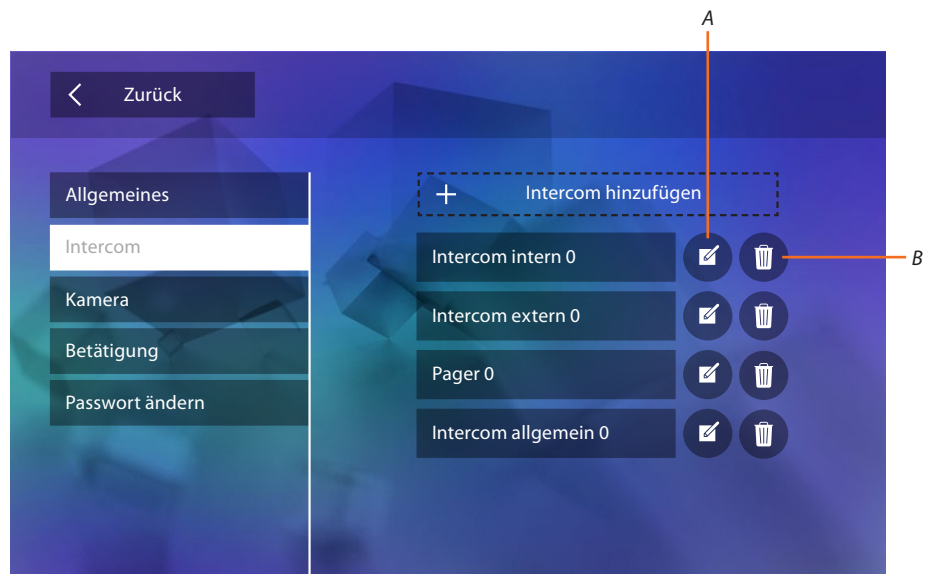 A
Zurück
Allgemeines
Intercom
Kamera
Betätigung
Passwort ändern
Intercom hinzufügen
Intercom intern 0
B
Intercom extern 0
Pager 0
Intercom allgemein 0